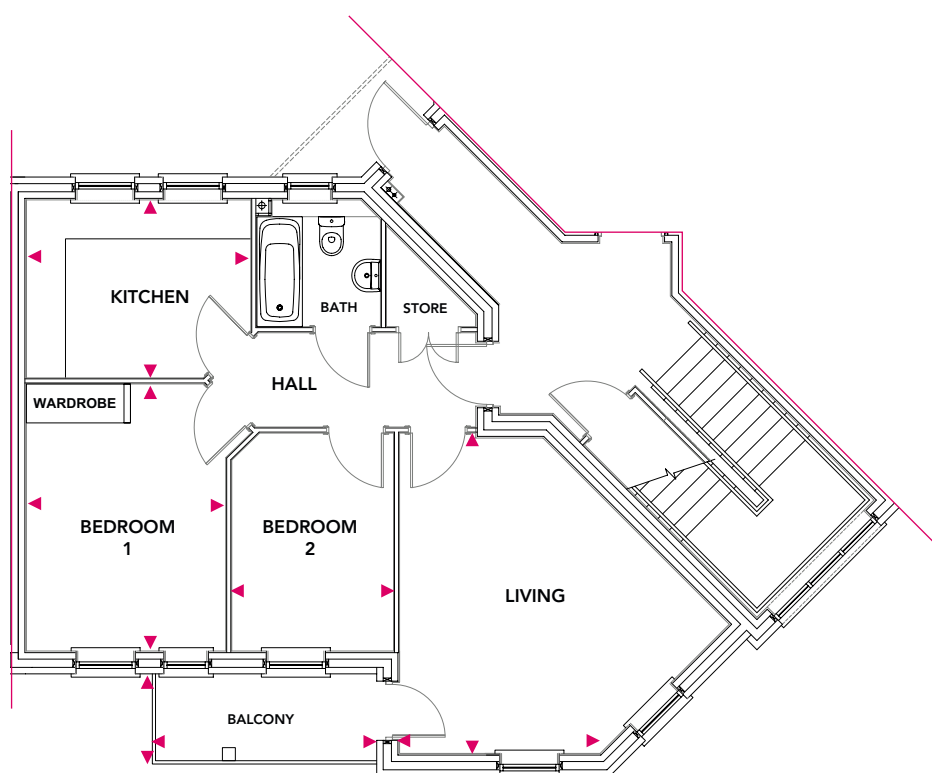 KITCHEN
BATH
STORE
HALL
WARDROBE
BEDROOM
1
BEDROOM
2
LIVING
BALCONY